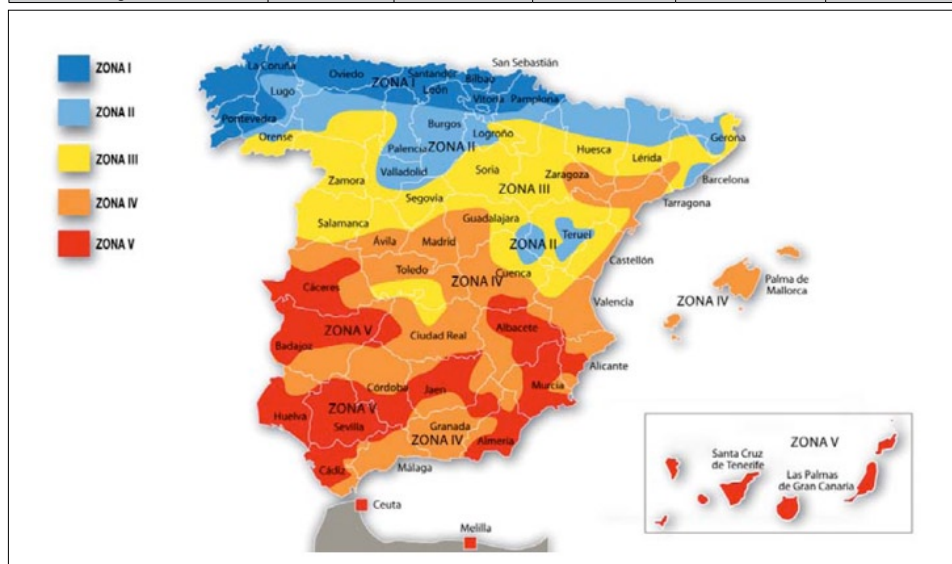 ZONA I
ZONA II
ZONA III
ZONA IV
ZONA V
San Sebastián
La Coruña
Oviedo
Santander
Bilbao
ZONA I
León
Lugo
Vitoria
Pamplona
Pontevedra
Burgos
Logroño
Orense
Gerona
Palencia
ZONA II
Huesca
Lérida
Valladolid
Soria
Zaragoza
Zamora
Barcelona
ZONA III
Segovia
Tarragona
Salamanca
Guadalajara
Ávila
Madrid
ZONA II
Teruel
Castellón
Toledo
Cuenca
ZONA IV
Palma de
Mallorca
Cáceres
Valencia
ZONA IV
ZONA V
Albacete
Ciudad Real
Badajoz
Alicante
Córdoba
Jaen
Murcia
ZONA V
Huelva
Sevilla
Granada
ZONA IV
Almería
Cádiz
Málaga
Ceuta
Melilla
ZONA V
Santa Cruz
de Tenerife
Las Palmas
de Gran Canaria